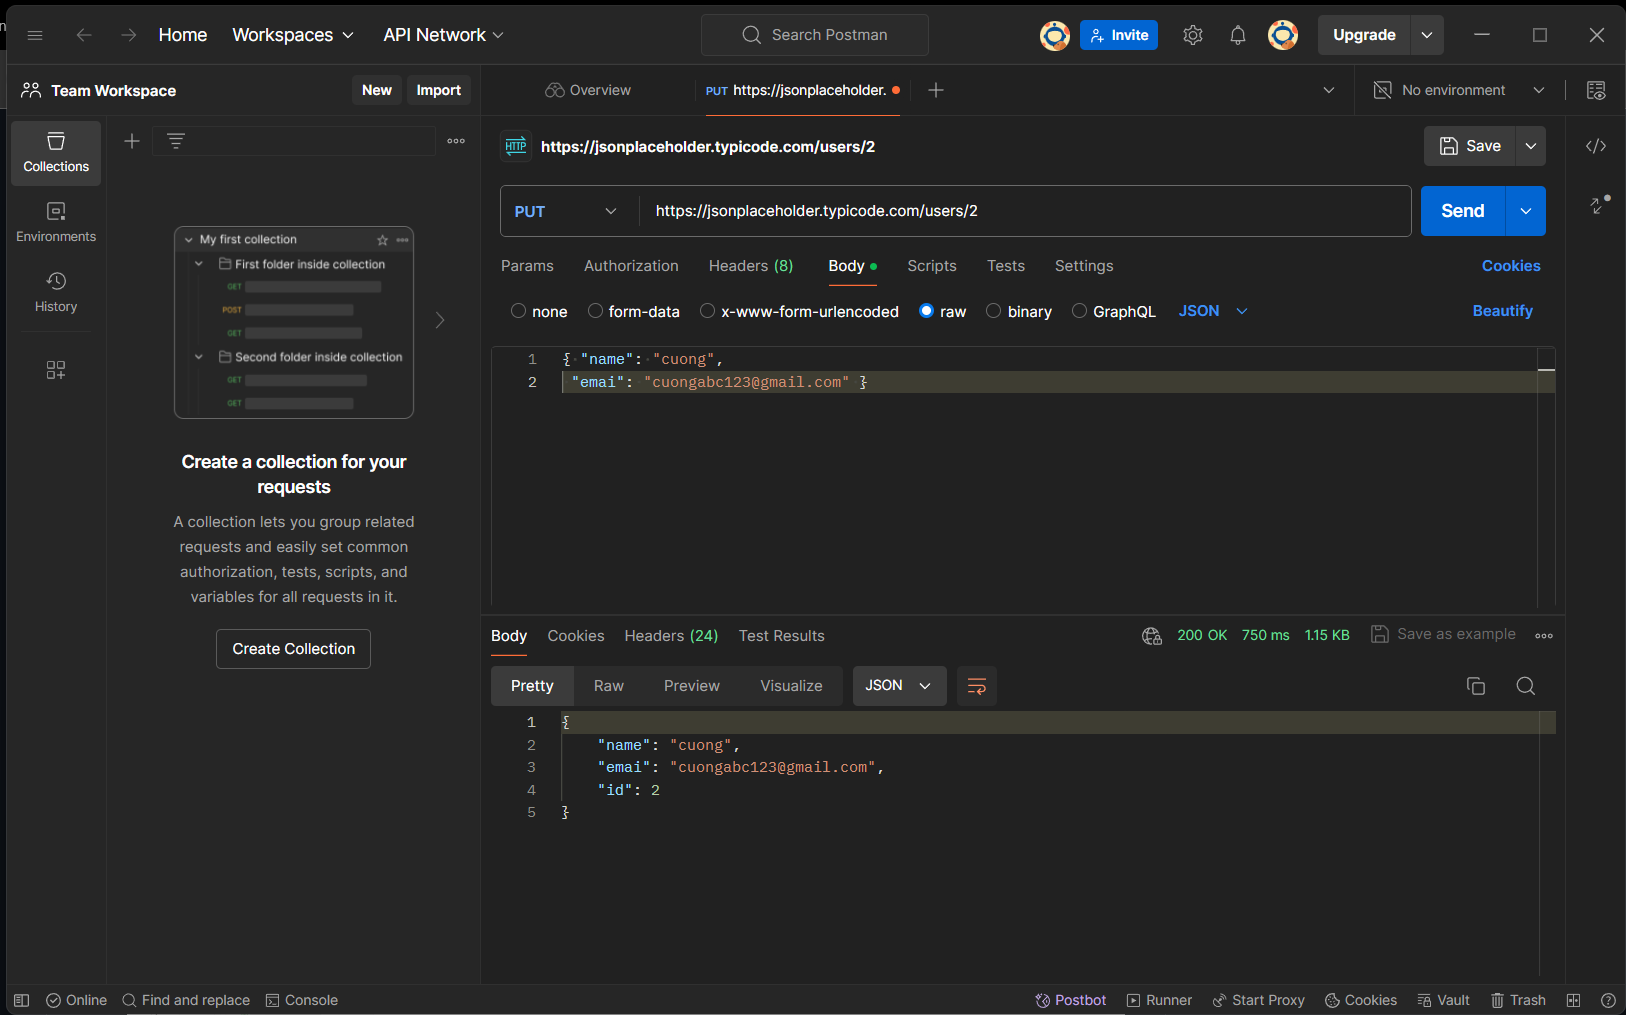 Home Workspaces API Network Search Postman Invite Upgrade
Team Workspace New Import Overview PUT https://jsonplaceholder. No environment
Collections
Environments
History
My first collection
First folder inside collection
GET
POST
GET
Second folder inside collection
GET
GET
Create a collection for your
requests
A collection lets you group related
requests and easily set common
authorization, tests, scripts, and
variables for all requests in it.
Create Collection
HTTP https://jsonplaceholder.typicode.com/users/2 Save
PUT https://jsonplaceholder.typicode.com/users/2 Send
Params Authorization Headers (8) Body Scripts Tests Settings Cookies
none form-data x-www-form-urlencoded raw binary GraphQL JSON Beautify
1 { "name": "cuong",
2 "emai": "cuongabc123@gmail.com" }
Body Cookies Headers (24) Test Results 200 OK 750 ms 1.15 KB Save as example
Pretty Raw Preview Visualize JSON
1 {
2 "name": "cuong",
3 "emai": "cuongabc123@gmail.com",
4 "id": 2
5 }
Online Find and replace Console Postbot Runner Start Proxy Cookies Vault Trash